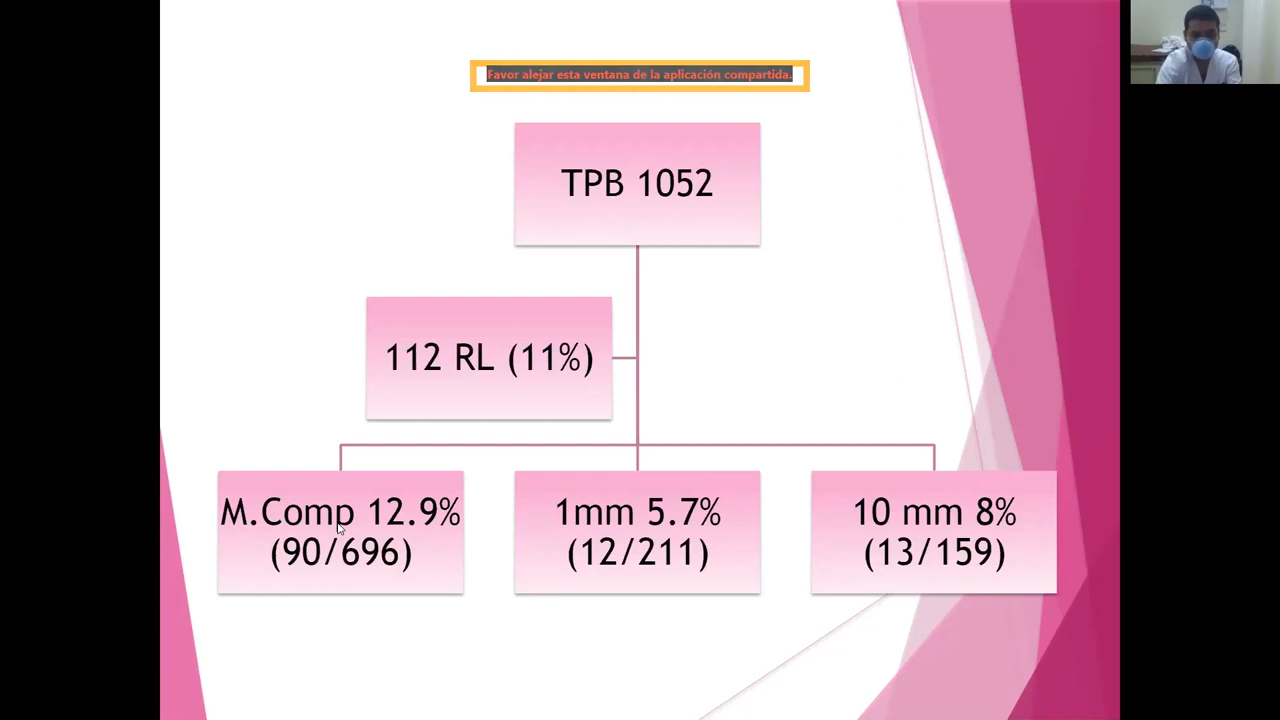 Favor alejar esta ventana de la aplicación compartida.
TPB 1052
112 RL (11%)
M.Comp 12.9%
(90/696)
1mm 5.7%
(12/211)
10 mm 8%
(13/159)